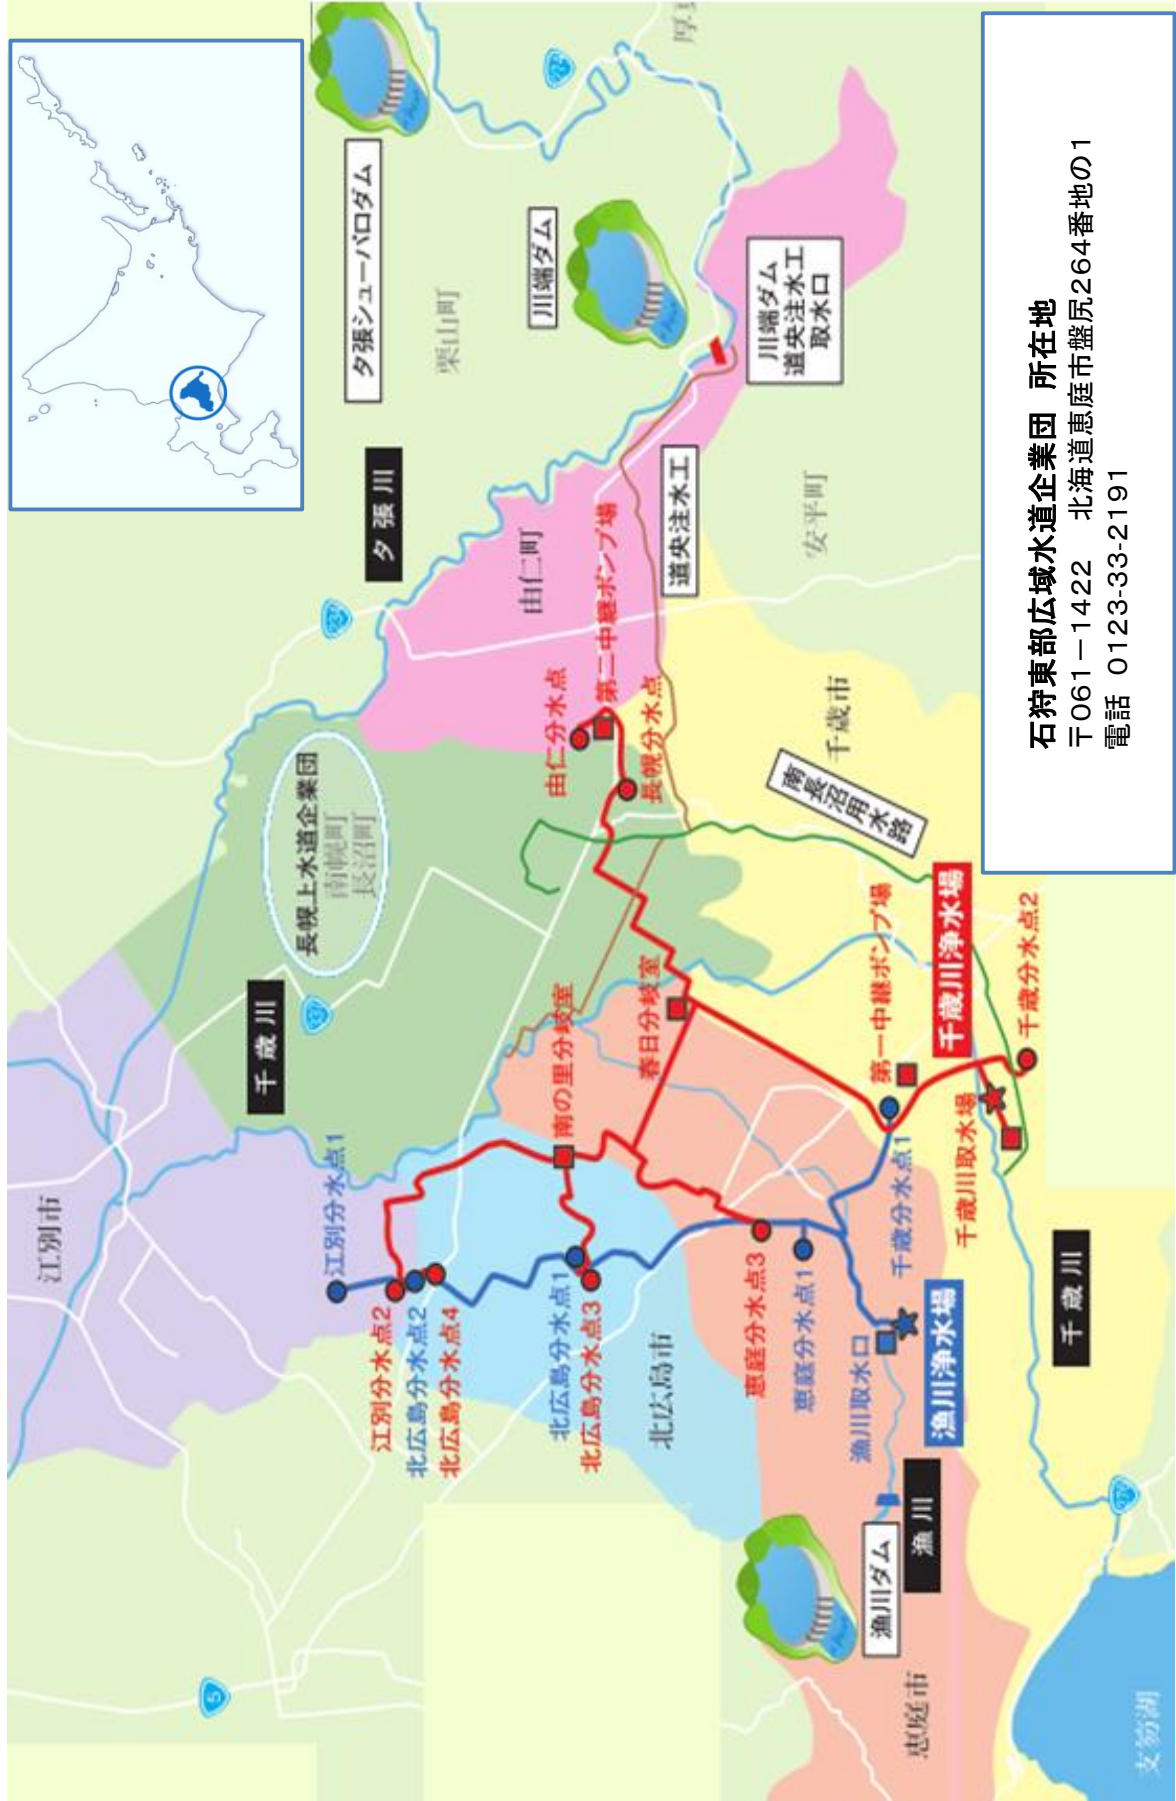 江別市
千歳川
長幌上水道企業団
南幌町
長沼町
夕張川
夕張シューパロダム
栗山町
川端ダム
由仁町
川端ダム
道央注水工
取水口
道央注水工
安平町
由仁分水点
第二中継ポンプ場
長幌分水点
千歳市
南長沼用水路
江別分水点1
江別分水点2
北広島分水点2
北広島分水点4
南の里分岐室
春日分岐室
北広島分水点1
北広島分水点3
北広島市
第一中継ポンプ場
千歳川浄水場
千歳分水点2
千歳川取水場
千歳分水点1
恵庭分水点3
恵庭分水点1
漁川取水口
漁川浄水場
千歳川
漁川ダム
漁川
恵庭市
支笏湖
5
石狩東部広域水道企業団 所在地
〒061－1422 北海道恵庭市盤尻264番地の1
電話 0123-33-2191